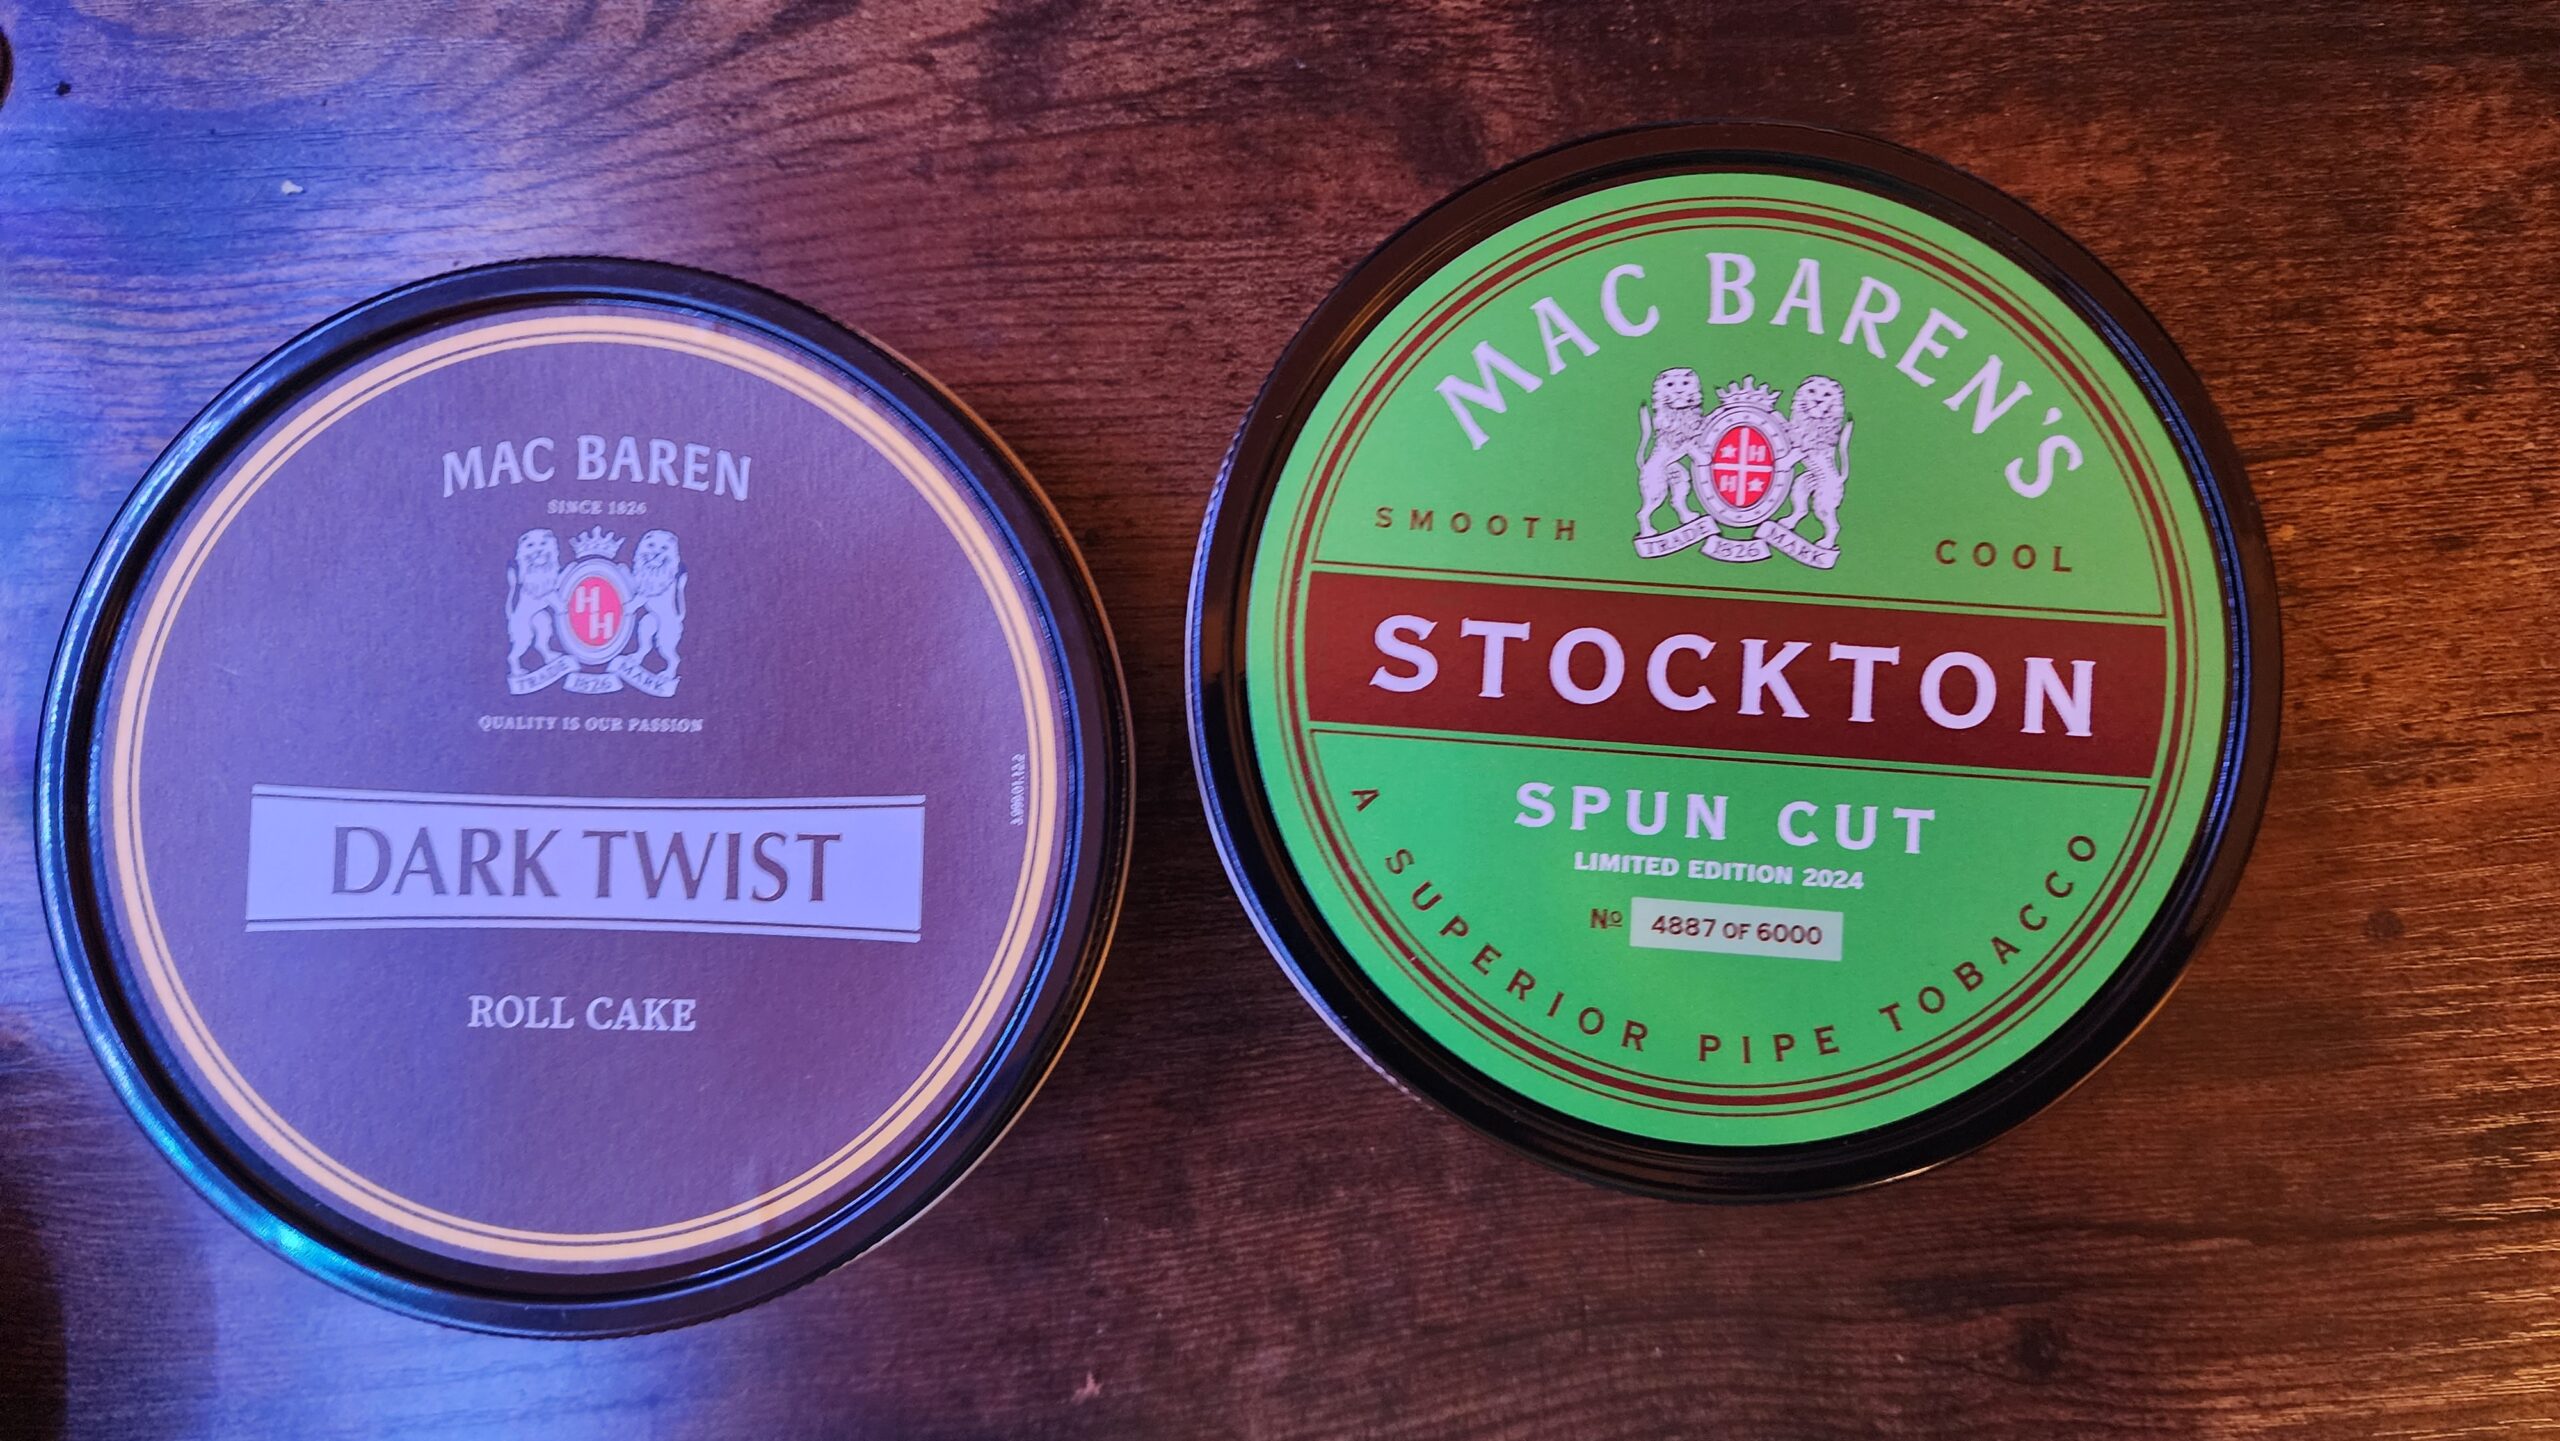 MAC BAREN
SINCE 1826
HH
TRADE 1826 MARK
QUALITY IS OUR PASSION
DARK TWIST
ROLL CAKE
MAC BAREN'S
SMOOTH
COOL
H
H
TRADE 1826 MARK
STOCKTON
SPUN CUT
LIMITED EDITION 2024
Nº 4887 OF 6000
A SUPERIOR PIPE TOBACCO